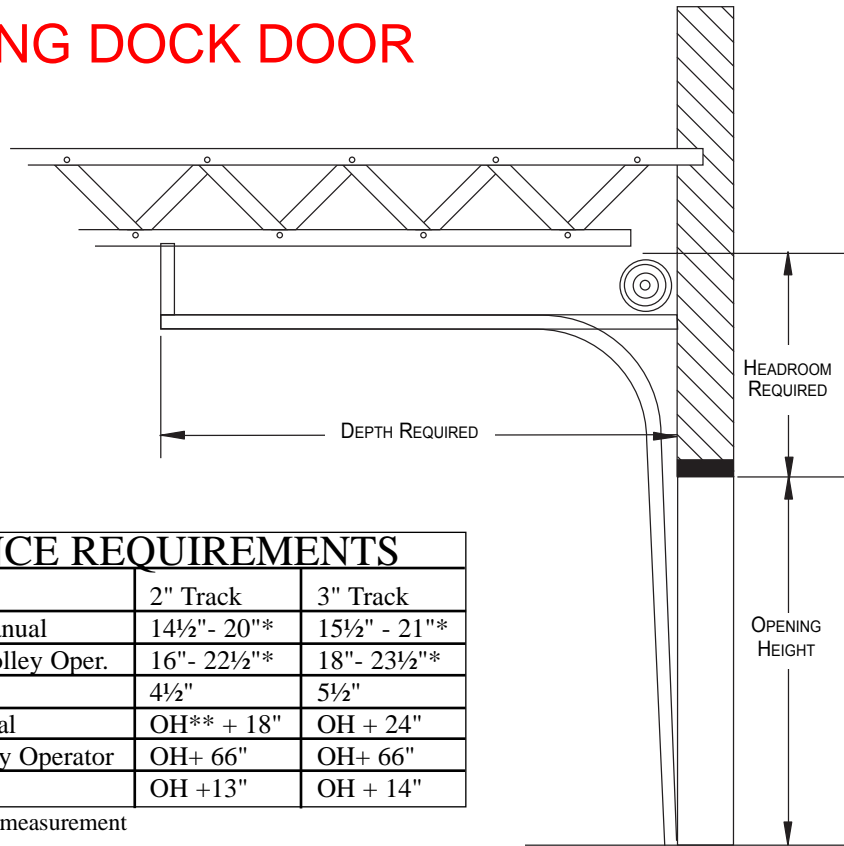 NG DOCK DOOR
HEADROOM
REQUIRED
DEPTH REQUIRED
OPENING
HEIGHT
NCE REQUIREMENTS
2" Track 3" Track
nual 14½"- 20"* 15½" - 21"*
olley Oper. 16"- 22½"* 18"- 23½"*
4½" 5½"
al OH** + 18" OH + 24"
y Operator OH+ 66" OH+ 66"
OH +13" OH + 14"
measurement